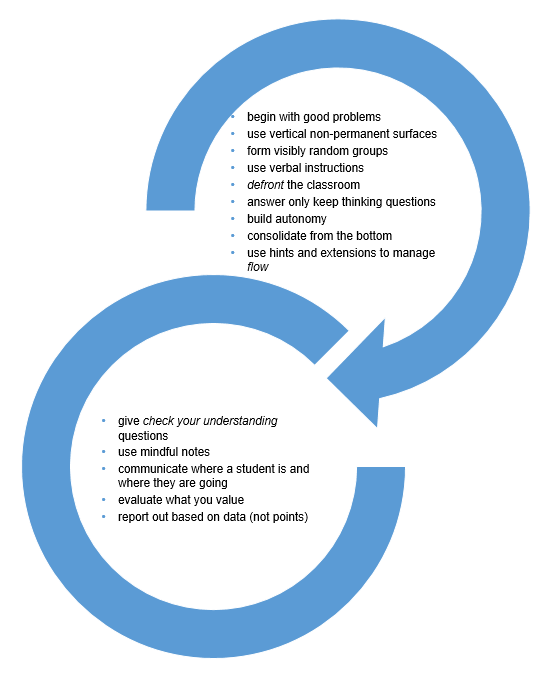 • begin with good problems
• use vertical non-permanent surfaces
• form visibly random groups
• use verbal instructions
• defront the classroom
• answer only keep thinking questions
• build autonomy
• consolidate from the bottom
• use hints and extensions to manage
flow
• give check your understanding
questions
• use mindful notes
• communicate where a student is and
where they are going
• evaluate what you value
• report out based on data (not points)